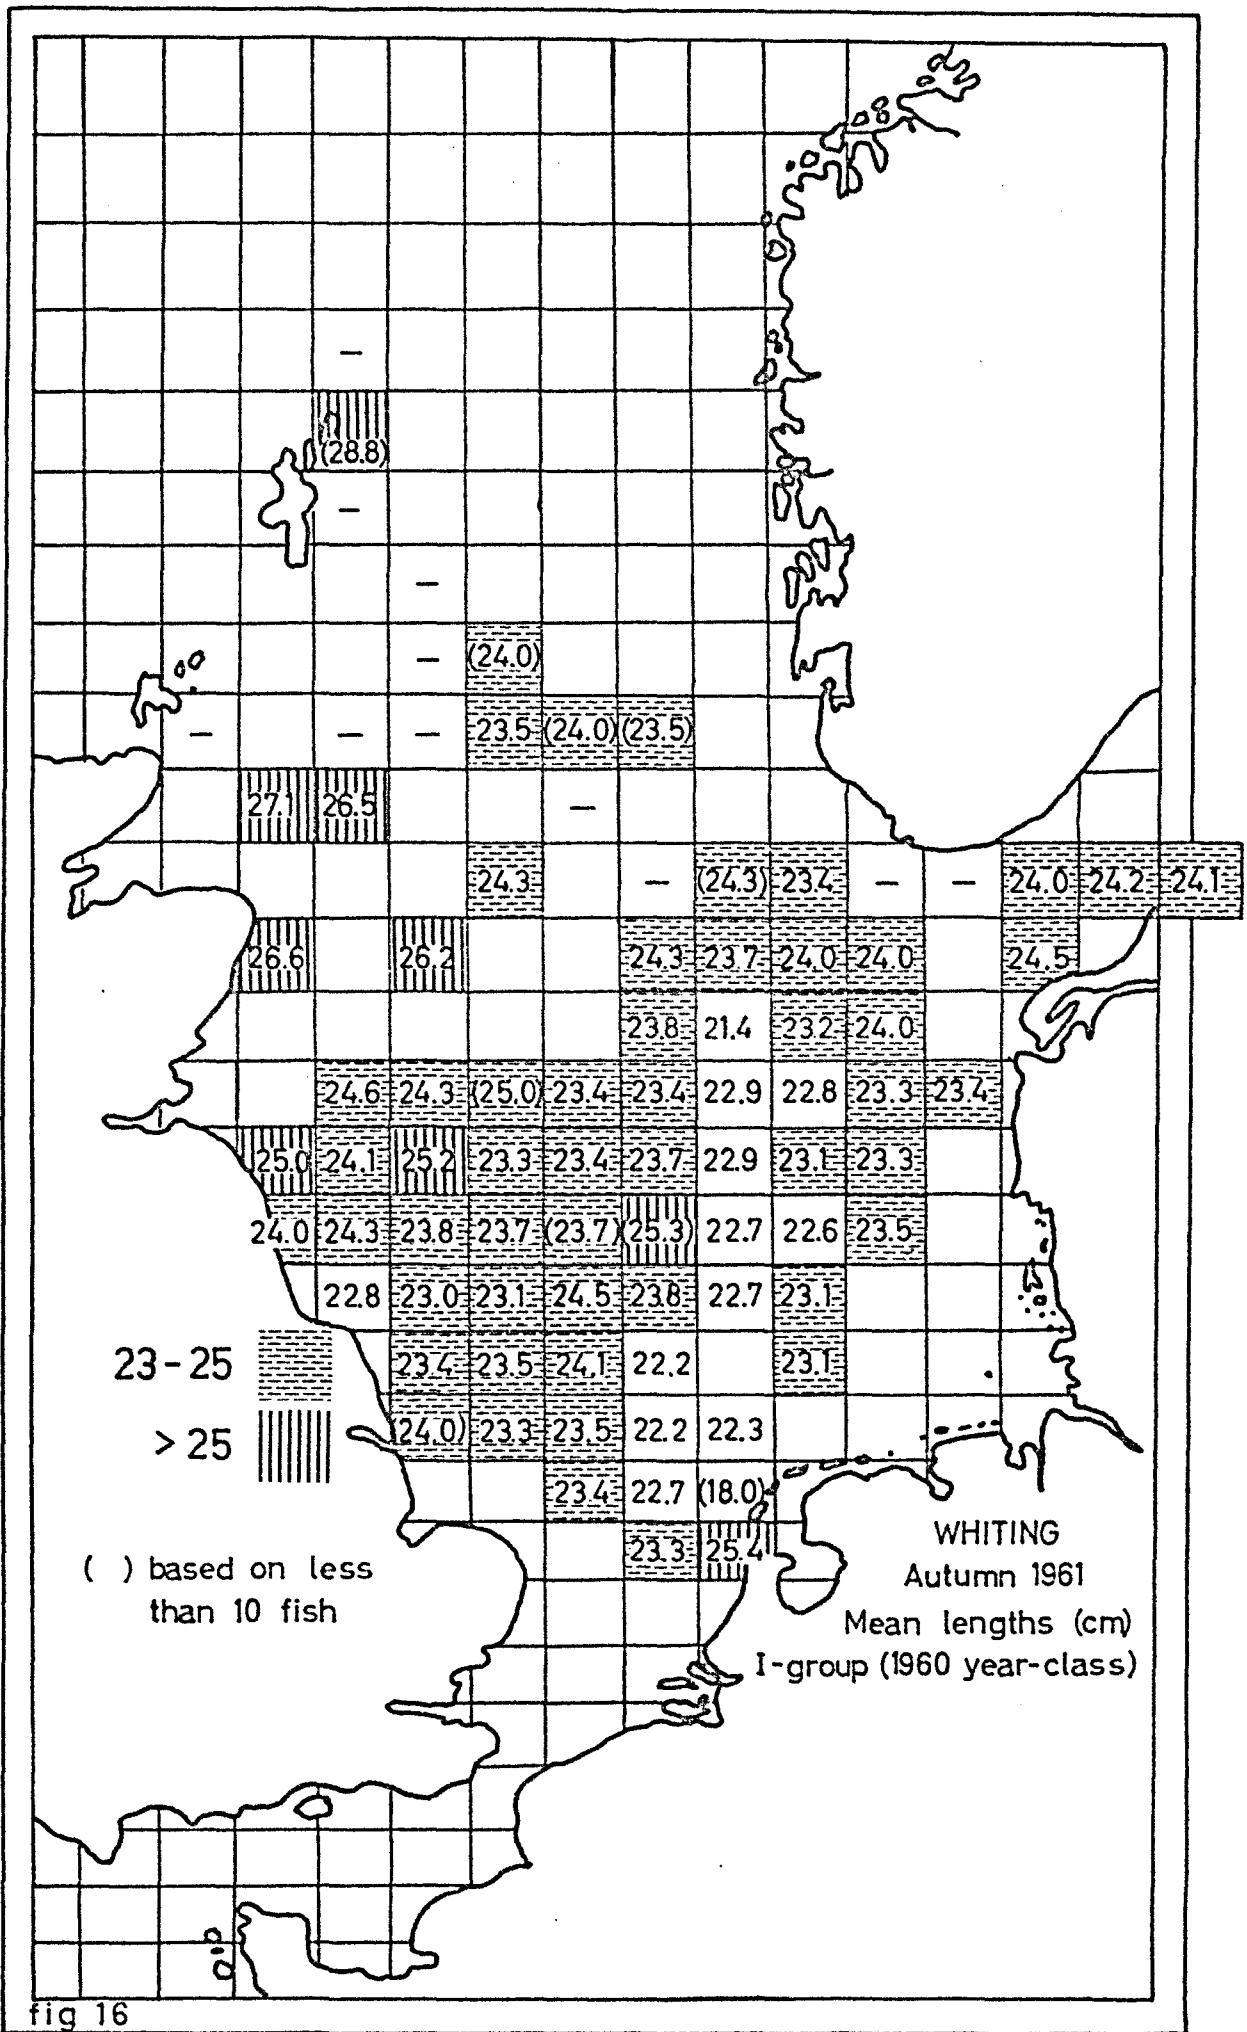 –
(28.8)
–
–
– (24.0)
– – – 23.5 (24.0) (23.5)
27.1 26.5 –
24.3 – (24.3) 23.4 – – 24.0 24.2 24.1
26.6 26.2 24.3 23.7 24.0 24.0 24.5
23.8 21.4 23.2 24.0
24.6 24.3 (25.0) 23.4 23.4 22.9 22.8 23.3 23.4
25.0 24.1 25.2 23.3 23.4 23.7 22.9 23.1 23.3
24.0 24.3 23.8 23.7 (23.7) (25.3) 22.7 22.6 23.5
22.8 23.0 23.1 24.5 23.8 22.7 23.1
23.4 23.5 24.1 22.2 23.1
(24.0) 23.3 23.5 22.2 22.3
23.4 22.7 (18.0)
23.3 25.4
23-25
> 25
( ) based on less
than 10 fish
WHITING
Autumn 1961
Mean lengths (cm)
I-group (1960 year-class)
fig 16